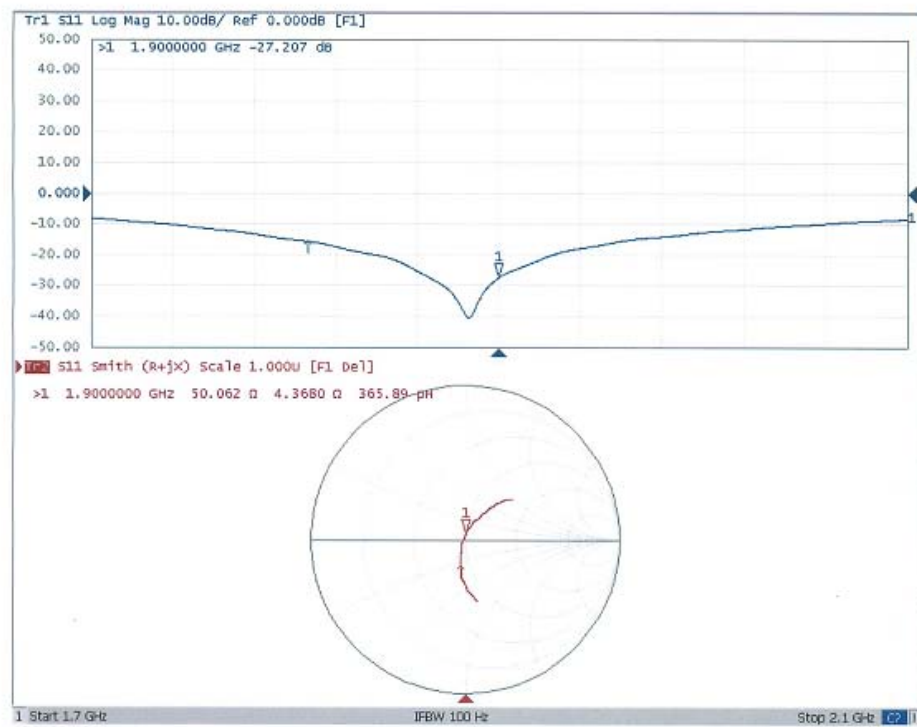 Tr1 S11 Log Mag 10.00dB/ Ref 0.000dB [F1]
50.00
>1 1.9000000 GHz -27.207 dB
40.00
30.00
20.00
10.00
0.000
-10.00
1
-20.00
1
-30.00
-40.00
-50.00
Tr2 S11 Smith (R+jX) Scale 1.000U [F1 Del]
>1 1.9000000 GHz 50.062 Ω 4.3680 Ω 365.89 pH
1
1 Start 1.7 GHz IFBW 100 Hz Stop 2.1 GHz C?